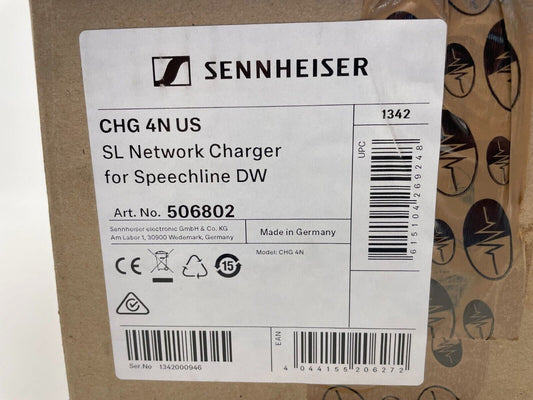 SENNHEISER
CHG 4N US
SL Network Charger
for Speechline DW
Art. No. 506802
Sennheiser electronic GmbH & Co. KG
Am Labor 1, 30900 Wedemark, Germany
Made in Germany
Model: CHG 4N
1342
UPC
615104269248
CE
15
Ser.No 1342000946
EAN
4 044155 206272